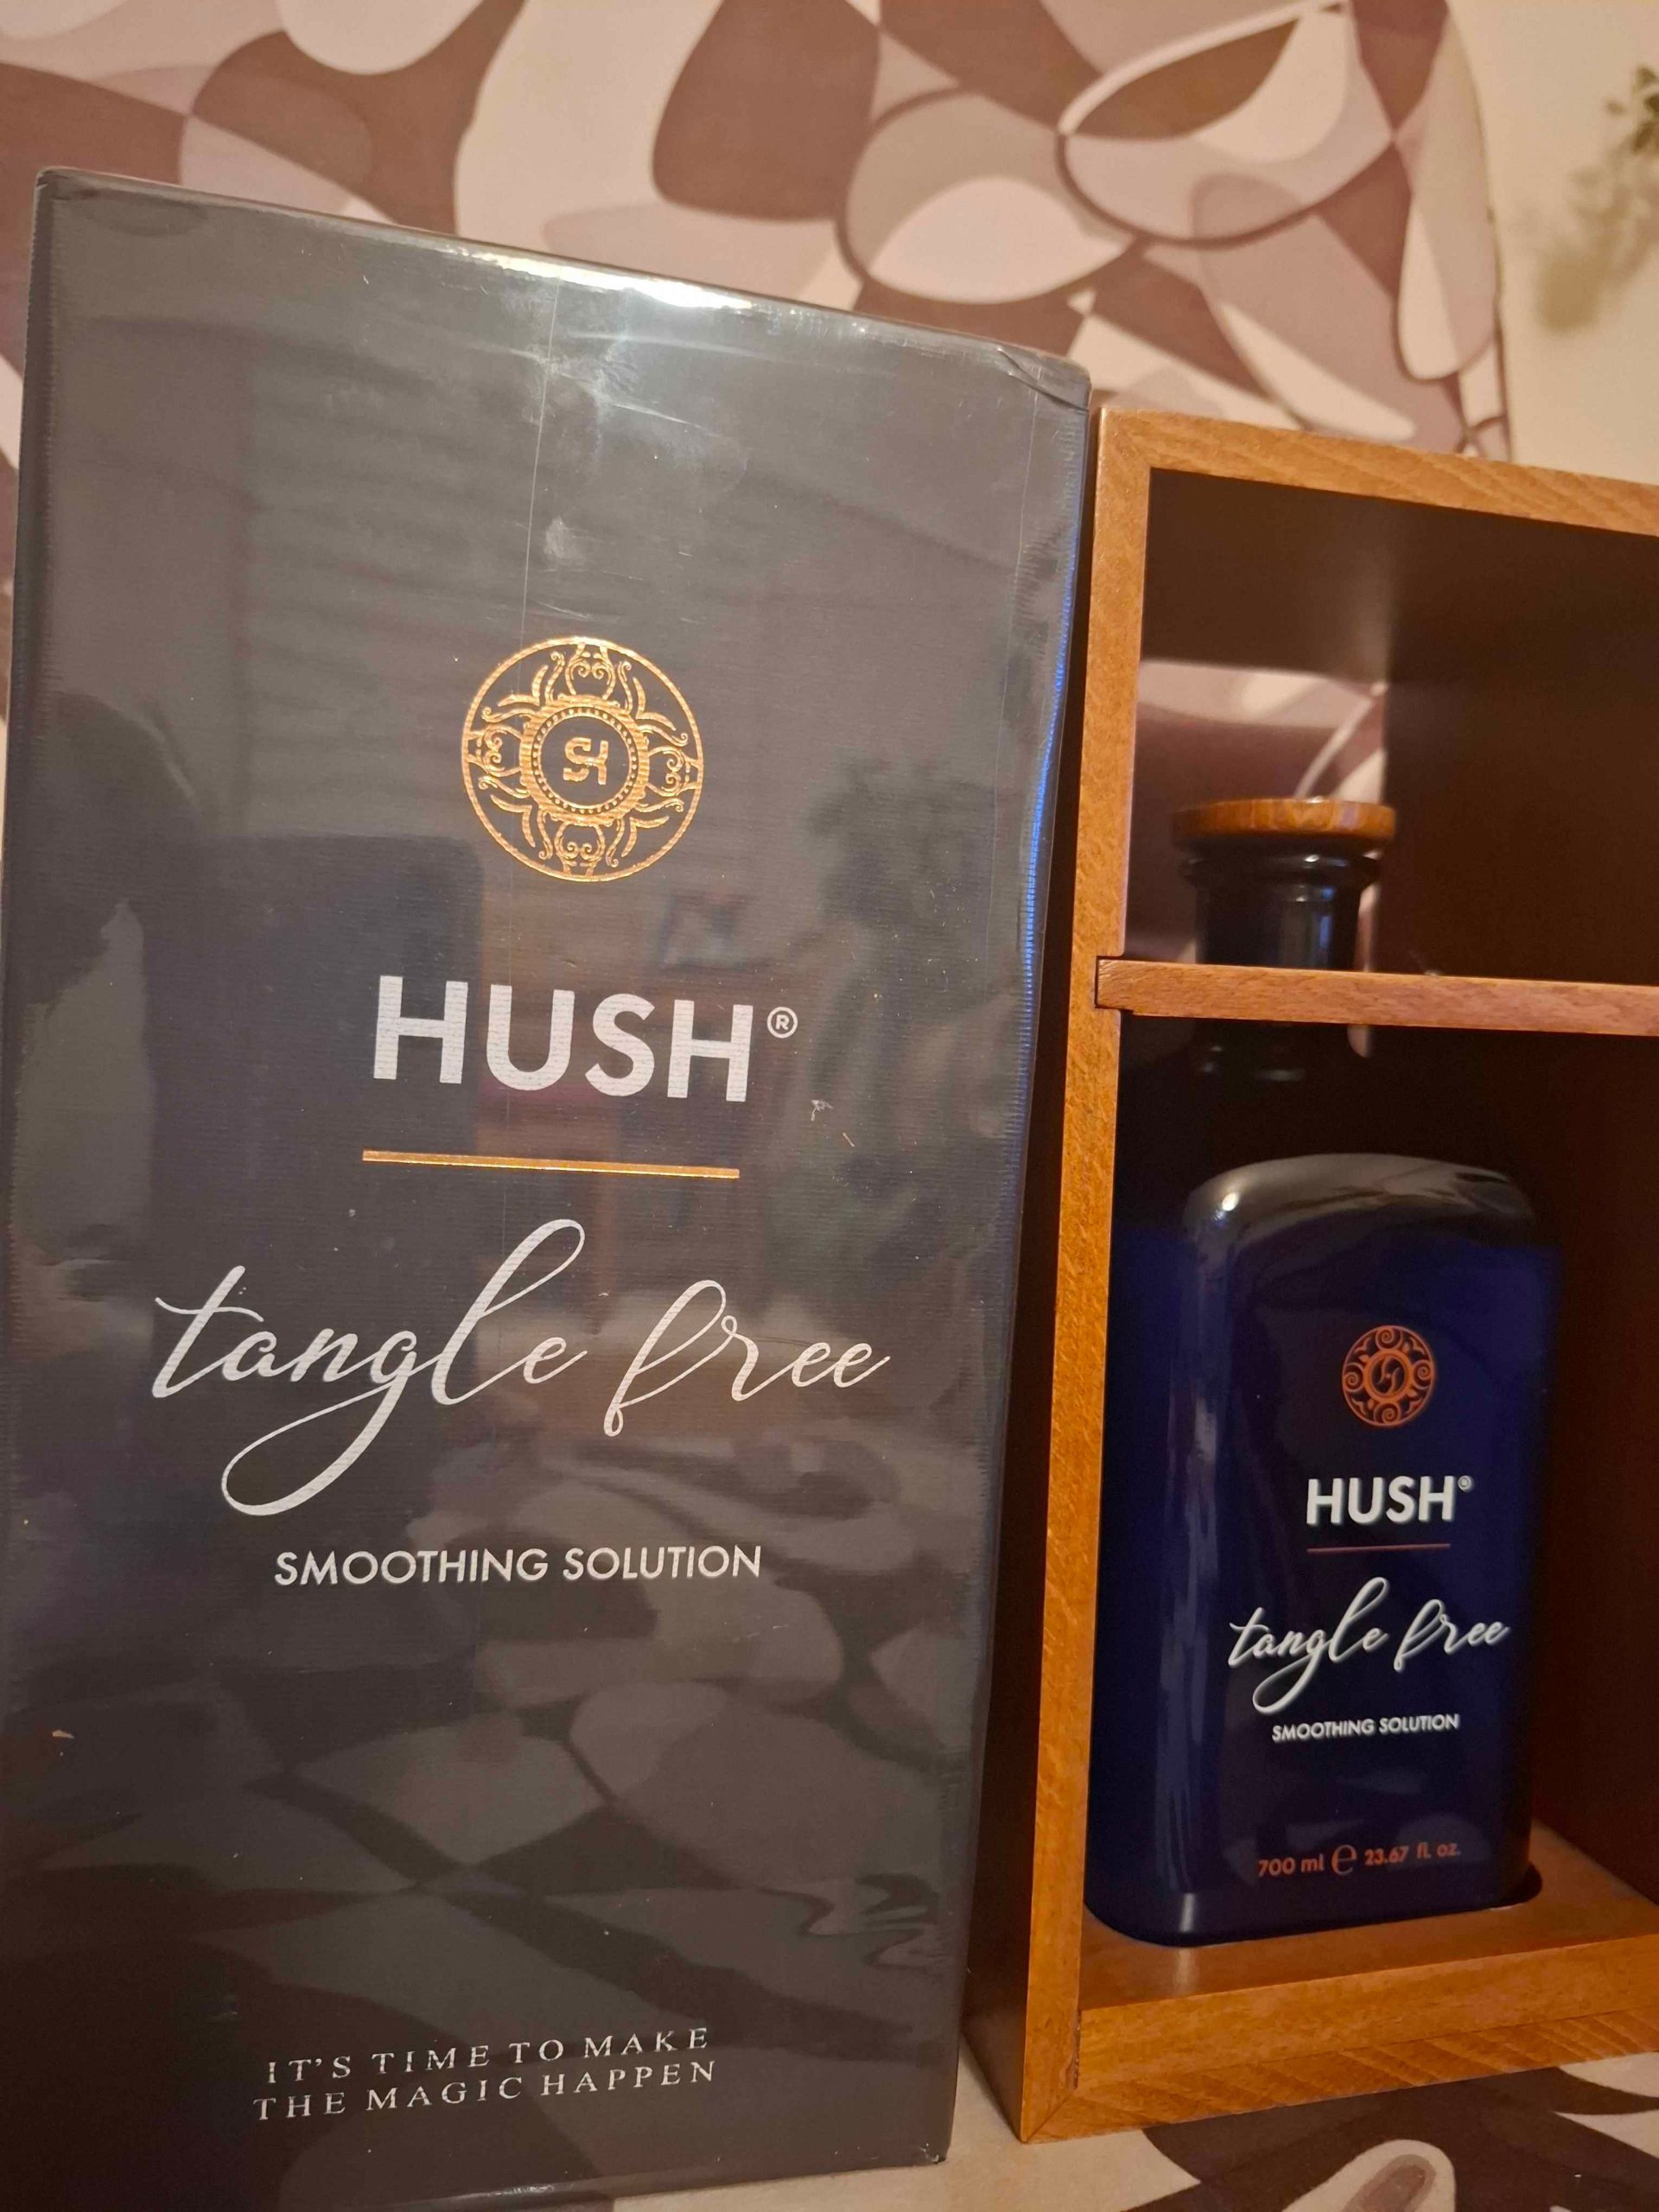 SH
HUSH®
tangle free
SMOOTHING SOLUTION
IT'S TIME TO MAKE
THE MAGIC HAPPEN
HUSH®
tangle free
SMOOTHING SOLUTION
700 ml ℮ 23.67 fl. oz.